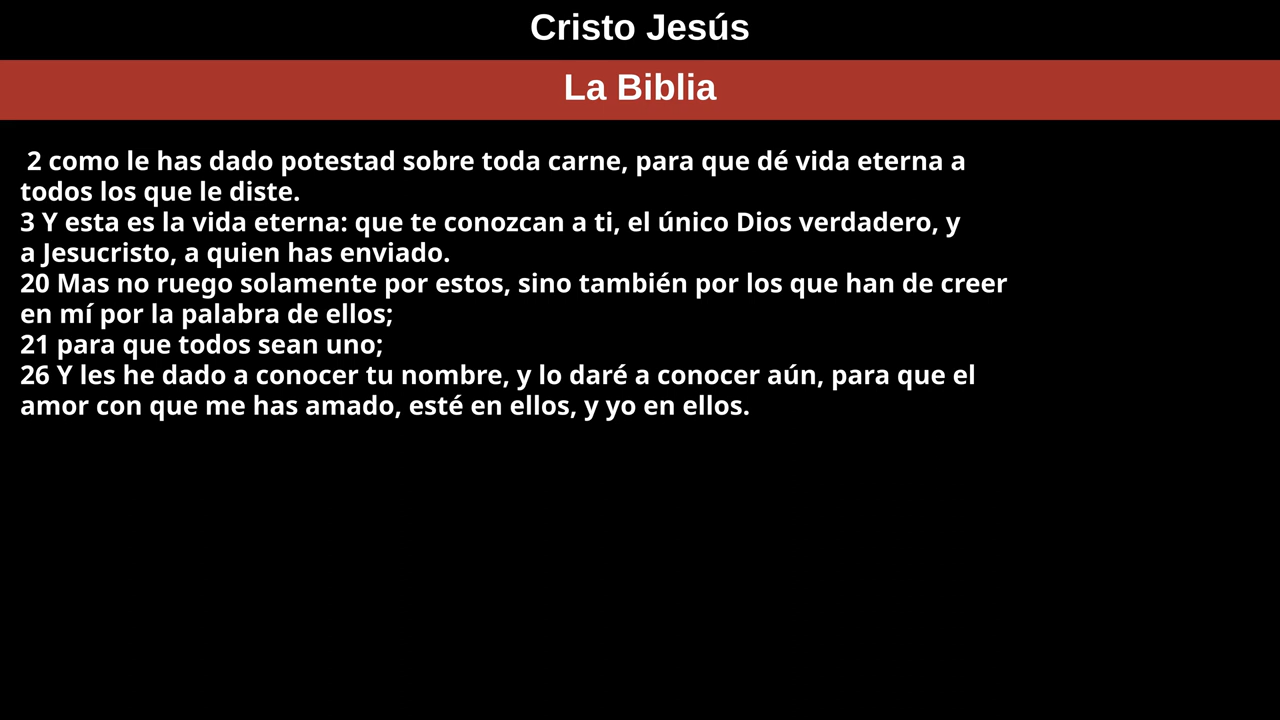 Cristo Jesús
La Biblia
2 como le has dado potestad sobre toda carne, para que dé vida eterna a
todos los que le diste.
3 Y esta es la vida eterna: que te conozcan a ti, el único Dios verdadero, y
a Jesucristo, a quien has enviado.
20 Mas no ruego solamente por estos, sino también por los que han de creer
en mí por la palabra de ellos;
21 para que todos sean uno;
26 Y les he dado a conocer tu nombre, y lo daré a conocer aún, para que el
amor con que me has amado, esté en ellos, y yo en ellos.